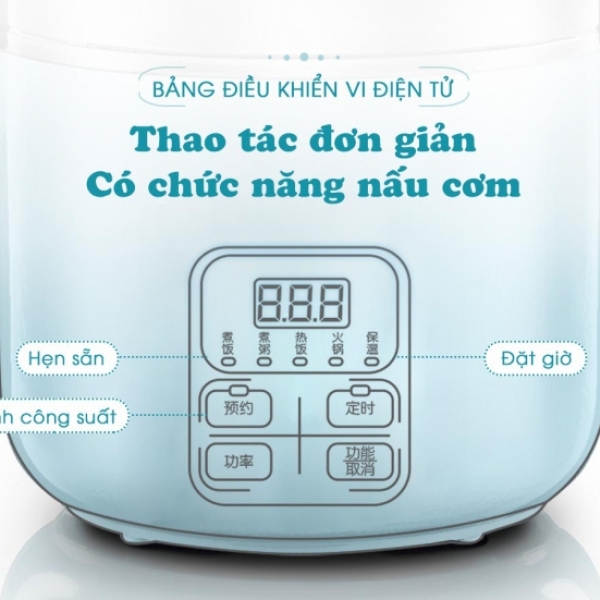 BẢNG ĐIỀU KHIỂN VI ĐIỆN TỬ
Thao tác đơn giản
Có chức năng nấu cơm
8.8.8
煮饭 煮粥 热饭 火锅 保温
Hẹn sẵn
Đặt giờ
预约 定时
nh công suất
功率 功能
取消